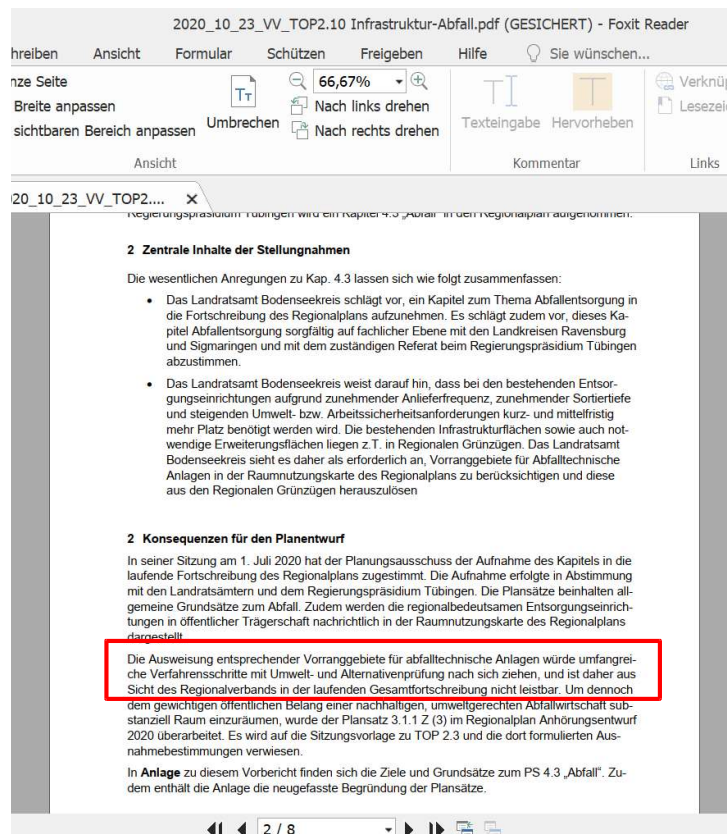 2020_10_23_VV_TOP2.10 Infrastruktur-Abfall.pdf (GESICHERT) - Foxit Reader
hreiben Ansicht Formular Schützen Freigeben Hilfe Sie wünschen...
nze Seite
Breite anpassen
sichtbaren Bereich anpassen
Umbrechen
66,67%
Nach links drehen
Nach rechts drehen
Texteingabe Hervorheben
Verknü
Lesezei
Ansicht Kommentar Links
020_10_23_VV_TOP2.... X
Regierungspräsidium Tübingen wird ein Kapitel 4.3 „Abfall“ in den Regionalplan aufgenommen.
2 Zentrale Inhalte der Stellungnahmen
Die wesentlichen Anregungen zu Kap. 4.3 lassen sich wie folgt zusammenfassen:
• Das Landratsamt Bodenseekreis schlägt vor, ein Kapitel zum Thema Abfallentsorgung in
die Fortschreibung des Regionalplans aufzunehmen. Es schlägt zudem vor, dieses Ka-
pitel Abfallentsorgung sorgfältig auf fachlicher Ebene mit den Landkreisen Ravensburg
und Sigmaringen und mit dem zuständigen Referat beim Regierungspräsidium Tübingen
abzustimmen.
• Das Landratsamt Bodenseekreis weist darauf hin, dass bei den bestehenden Entsor-
gungseinrichtungen aufgrund zunehmender Anlieferfrequenz, zunehmender Sortiertiefe
und steigenden Umwelt- bzw. Arbeitssicherheitsanforderungen kurz- und mittelfristig
mehr Platz benötigt werden wird. Die bestehenden Infrastrukturflächen sowie auch not-
wendige Erweiterungsflächen liegen z.T. in Regionalen Grünzügen. Das Landratsamt
Bodenseekreis sieht es daher als erforderlich an, Vorranggebiete für Abfalltechnische
Anlagen in der Raumnutzungskarte des Regionalplans zu berücksichtigen und diese
aus den Regionalen Grünzügen herauszulösen
2 Konsequenzen für den Planentwurf
In seiner Sitzung am 1. Juli 2020 hat der Planungsausschuss der Aufnahme des Kapitels in die
laufende Fortschreibung des Regionalplans zugestimmt. Die Aufnahme erfolgte in Abstimmung
mit den Landratsämtern und dem Regierungspräsidium Tübingen. Die Plansätze beinhalten all-
gemeine Grundsätze zum Abfall. Zudem werden die regionalbedeutsamen Entsorgungseinrich-
tungen in öffentlicher Trägerschaft nachrichtlich in der Raumnutzungskarte des Regionalplans
dargestellt.
Die Ausweisung entsprechender Vorranggebiete für abfalltechnische Anlagen würde umfangrei-
che Verfahrensschritte mit Umwelt- und Alternativenprüfung nach sich ziehen, und ist daher aus
Sicht des Regionalverbands in der laufenden Gesamtfortschreibung nicht leistbar. Um dennoch
dem gewichtigen öffentlichen Belang einer nachhaltigen, umweltgerechten Abfallwirtschaft sub-
stanziell Raum einzuräumen, wurde der Plansatz 3.1.1 Z (3) im Regionalplan Anhörungsentwurf
2020 überarbeitet. Es wird auf die Sitzungsvorlage zu TOP 2.3 und die dort formulierten Aus-
nahmebestimmungen verwiesen.
In Anlage zu diesem Vorbericht finden sich die Ziele und Grundsätze zum PS 4.3 „Abfall“. Zu-
dem enthält die Anlage die neugefasste Begründung der Plansätze.
2 / 8